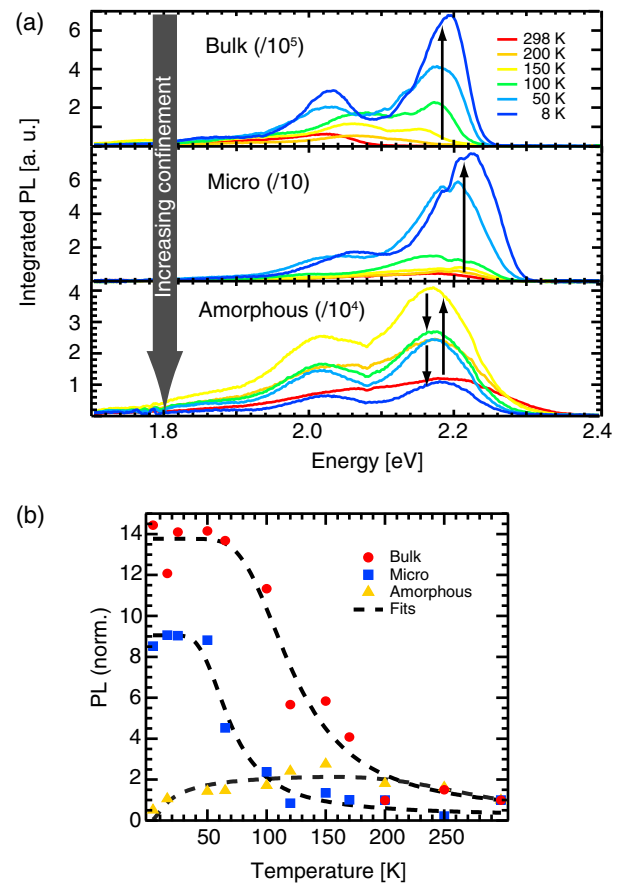 (a)
Increasing confinement
Integrated PL [a. u.]
Bulk (/10⁵)
298 K
200 K
150 K
100 K
50 K
8 K
6
4
2
0
Micro (/10)
6
4
2
Amorphous (/10⁴)
4
3
2
1
1.8 2.0 2.2 2.4
Energy [eV]
(b)
PL (norm.)
14
12
10
8
6
4
2
0
Bulk
Micro
Amorphous
Fits
50 100 150 200 250
Temperature [K]